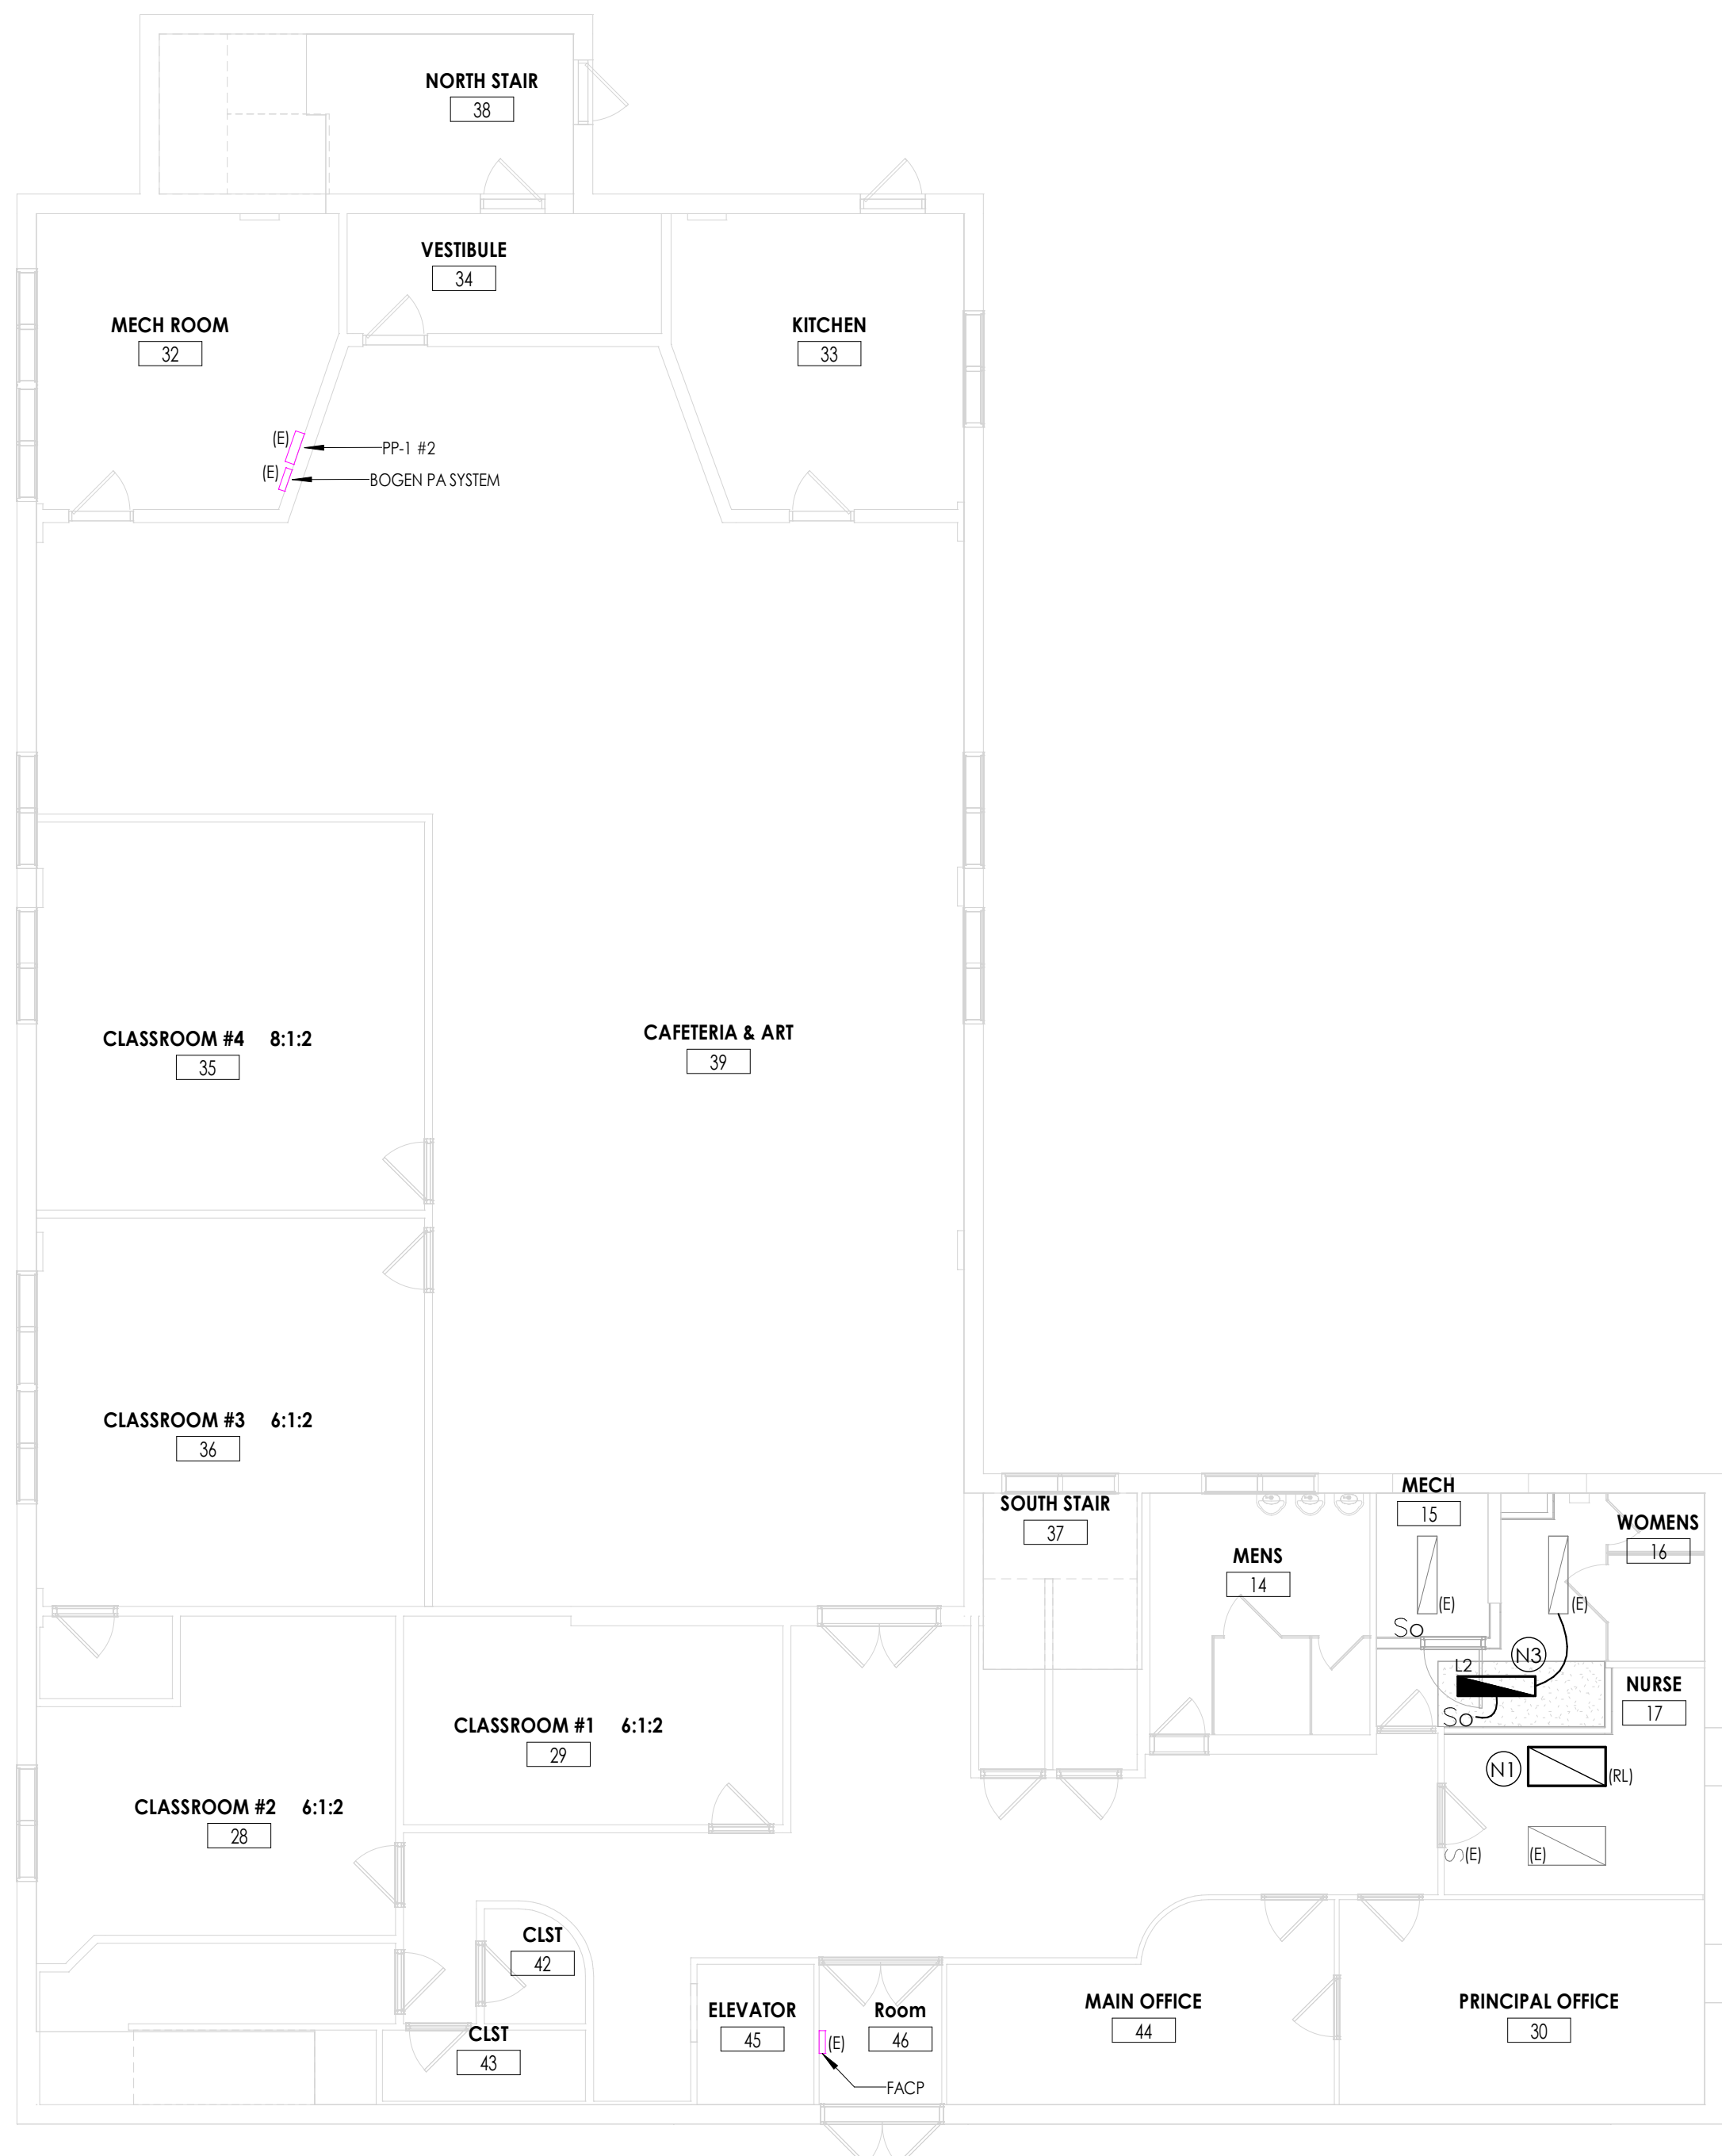 NORTH STAIR
38
VESTIBULE
34
MECH ROOM
32
KITCHEN
33
(E)
PP-1 #2
(E)
BOGEN PA SYSTEM
CLASSROOM #4 8:1:2
35
CAFETERIA & ART
39
CLASSROOM #3 6:1:2
36
SOUTH STAIR
37
MECH
15
WOMENS
16
MENS
14
(E)
(E)
So
N3
L2
NURSE
17
So
CLASSROOM #1 6:1:2
29
N1
(RL)
CLASSROOM #2 6:1:2
28
S(E)
(E)
CLST
42
ELEVATOR
45
Room
46
MAIN OFFICE
44
PRINCIPAL OFFICE
30
CLST
43
(E)
FACP